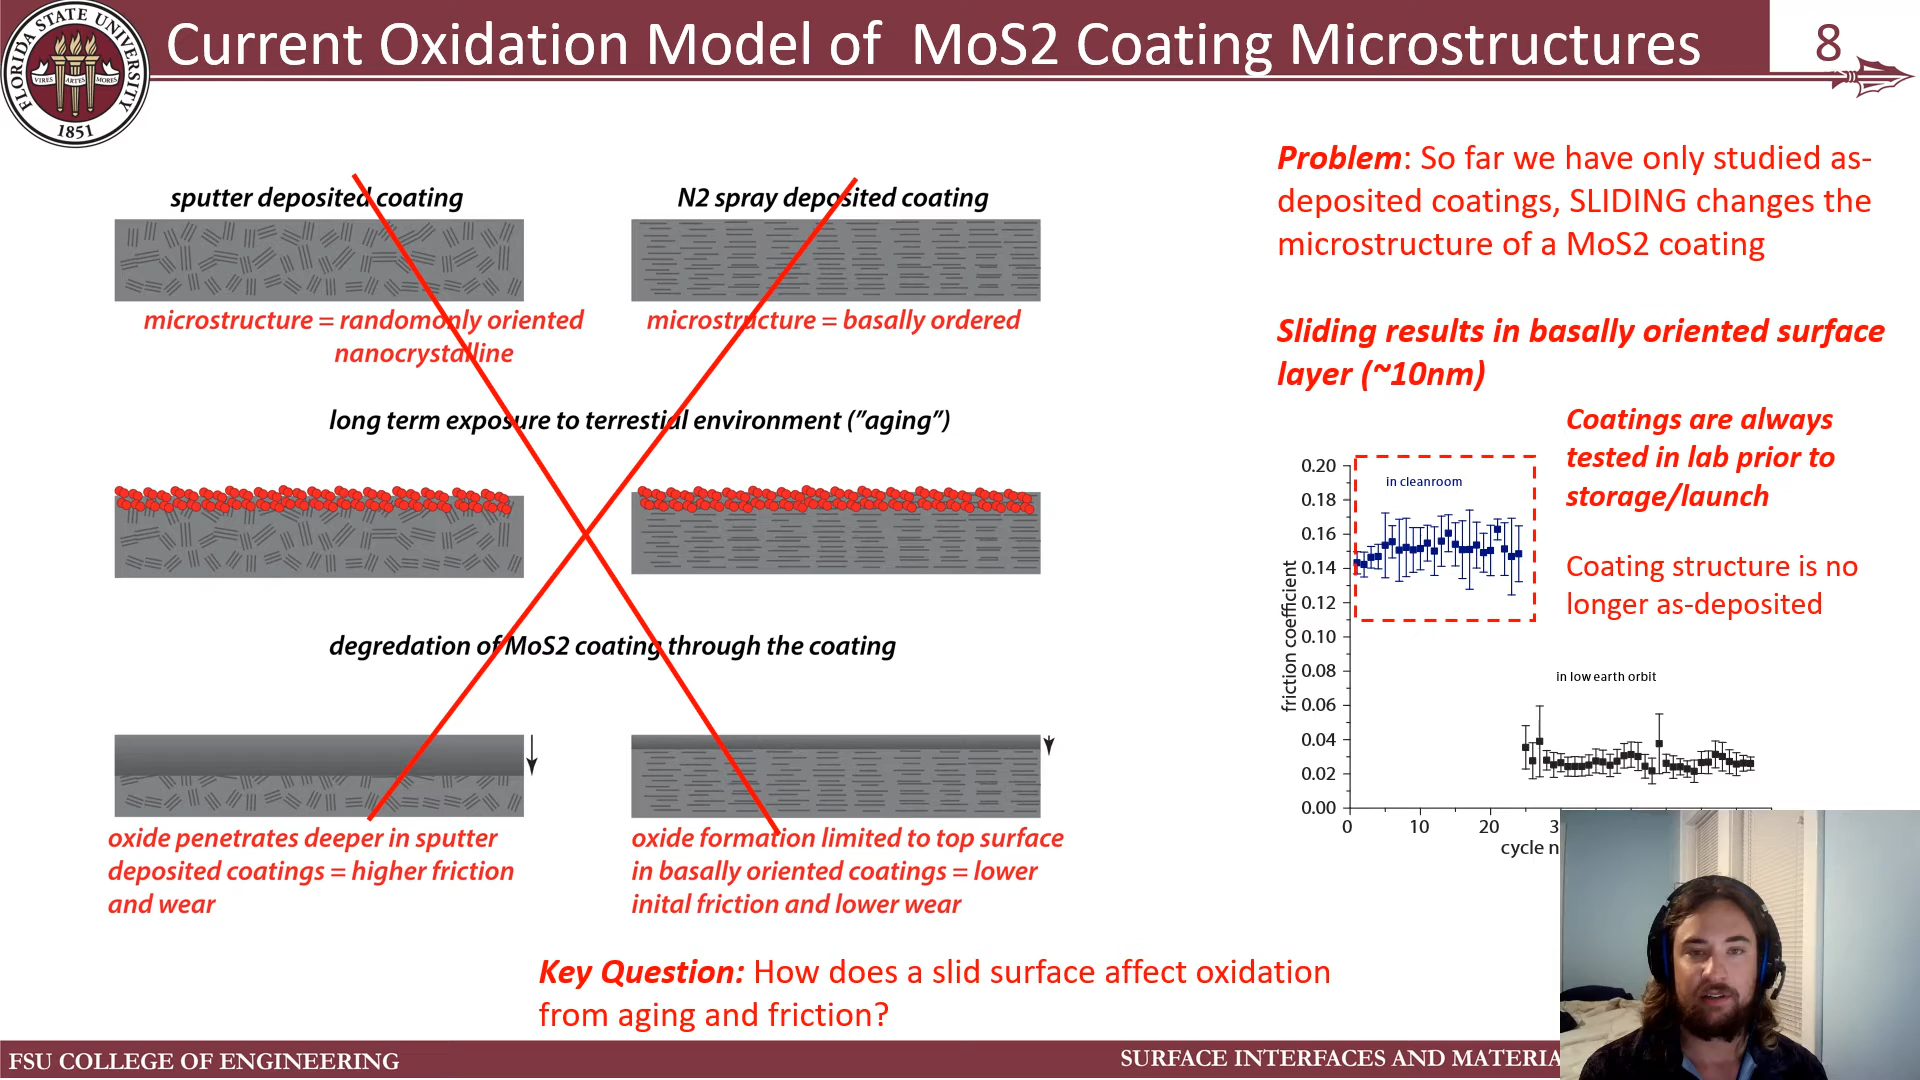 Current Oxidation Model of MoS2 Coating Microstructures
8
FLORIDA STATE UNIVERSITY
VIRES ARTES MORES
1851
sputter deposited coating
N2 spray deposited coating
microstructure = randomonly oriented
nanocrystalline
microstructure = basally ordered
long term exposure to terrestial environment ("aging")
degredation of MoS2 coating through the coating
oxide penetrates deeper in sputter
deposited coatings = higher friction
and wear
oxide formation limited to top surface
in basally oriented coatings = lower
inital friction and lower wear
Problem: So far we have only studied as-
deposited coatings, SLIDING changes the
microstructure of a MoS2 coating
Sliding results in basally oriented surface
layer (~10nm)
Coatings are always
tested in lab prior to
storage/launch
Coating structure is no
longer as-deposited
in cleanroom
in low earth orbit
friction coefficient
0.20
0.18
0.16
0.14
0.12
0.10
0.08
0.06
0.04
0.02
0.00
0 10 20 3
cycle n
Key Question: How does a slid surface affect oxidation
from aging and friction?
FSU COLLEGE OF ENGINEERING
SURFACE INTERFACES AND MATERIA